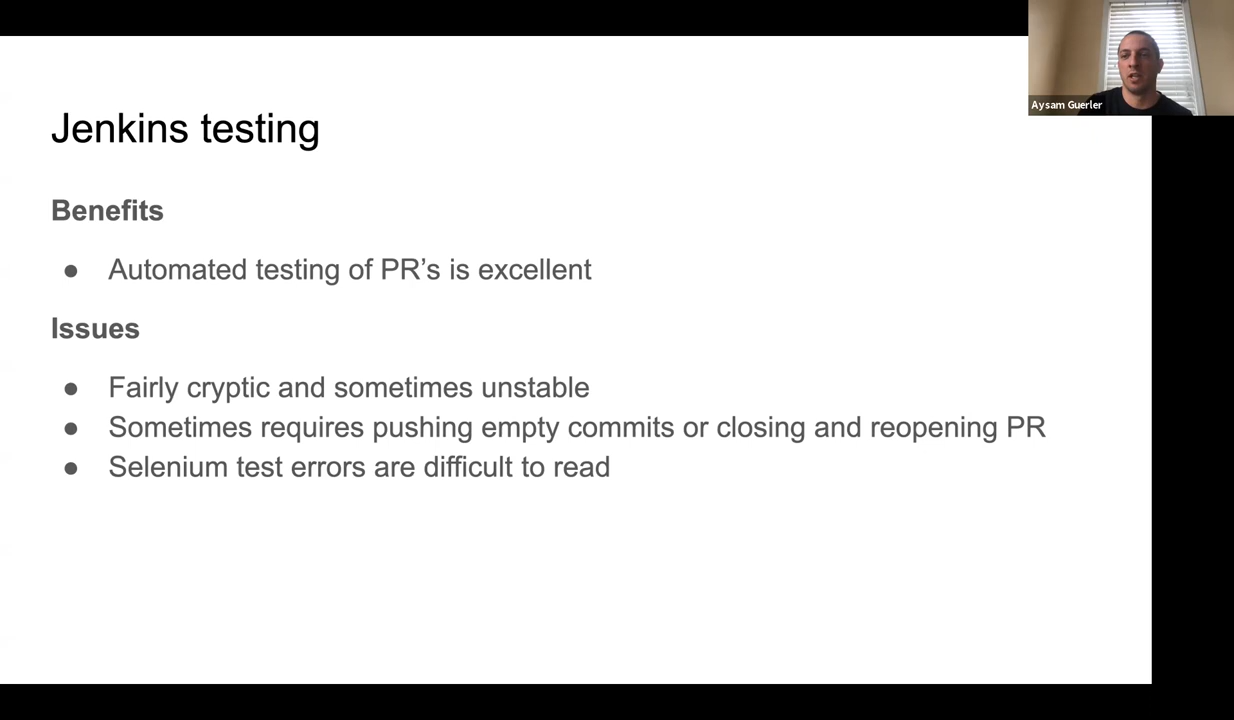 Aysam Guerler
Jenkins testing
Benefits
● Automated testing of PR’s is excellent
Issues
● Fairly cryptic and sometimes unstable
● Sometimes requires pushing empty commits or closing and reopening PR
● Selenium test errors are difficult to read